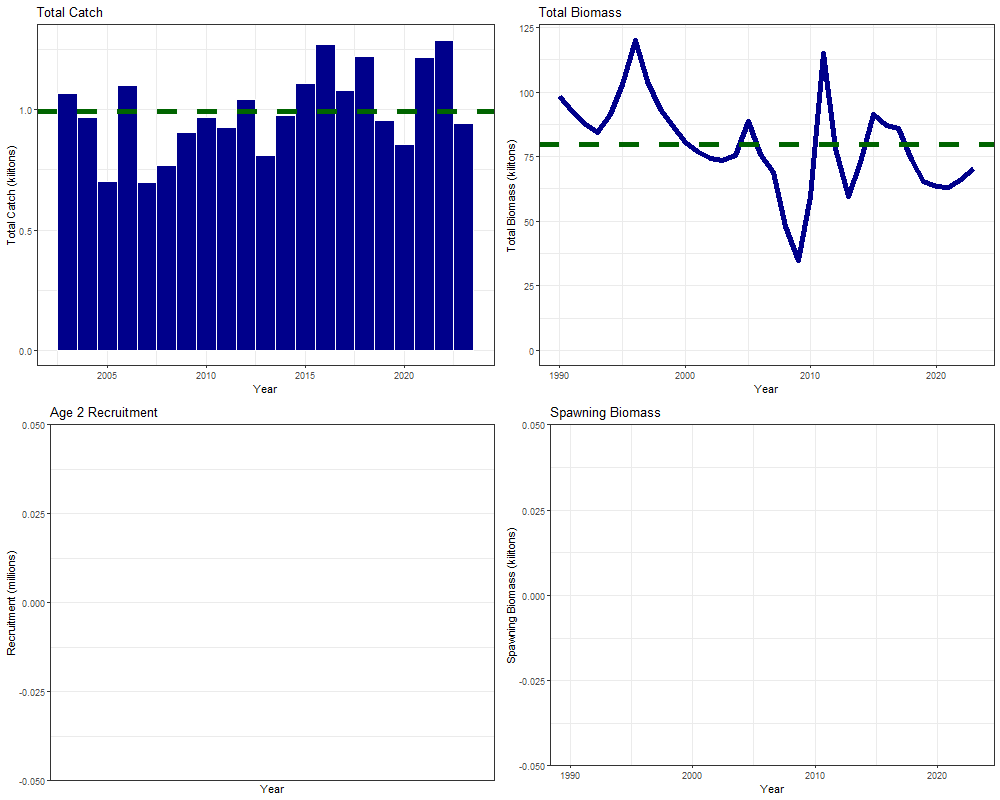 Total Catch
Total Catch (kilitons)
1.0
0.5
0.0
2005
2010
2015
2020
Year
Total Biomass
Total Biomass (kilitons)
125
100
75
50
25
0
1990
2000
2010
2020
Year
Age 2 Recruitment
Recruitment (millions)
0.050
0.025
0.000
-0.025
-0.050
Year
Spawning Biomass
Spawning Biomass (kilitons)
0.050
0.025
0.000
-0.025
-0.050
1990
2000
2010
2020
Year